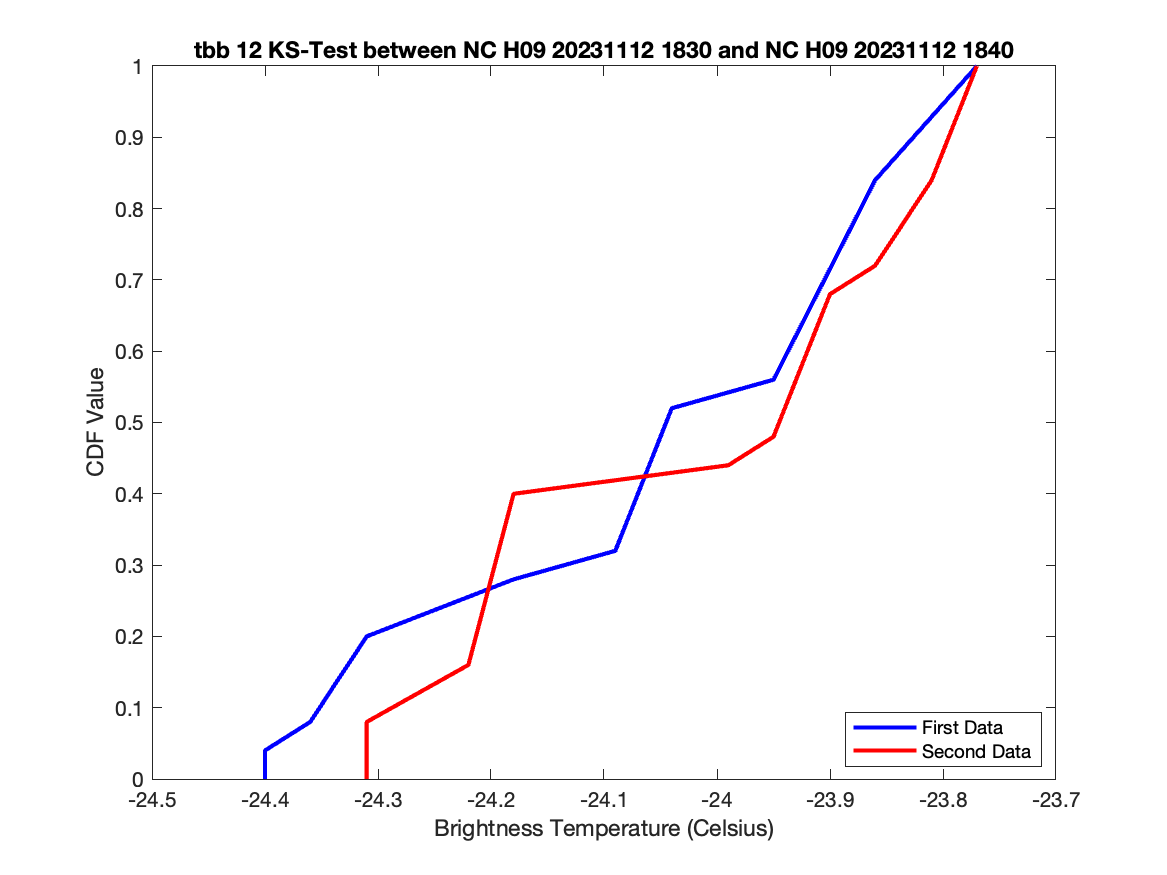 tbb 12 KS-Test between NC H09 20231112 1830 and NC H09 20231112 1840
1
0.9
0.8
0.7
0.6
0.5
0.4
0.3
0.2
0.1
0
CDF Value
First Data
Second Data
-24.5 -24.4 -24.3 -24.2 -24.1 -24 -23.9 -23.8 -23.7
Brightness Temperature (Celsius)